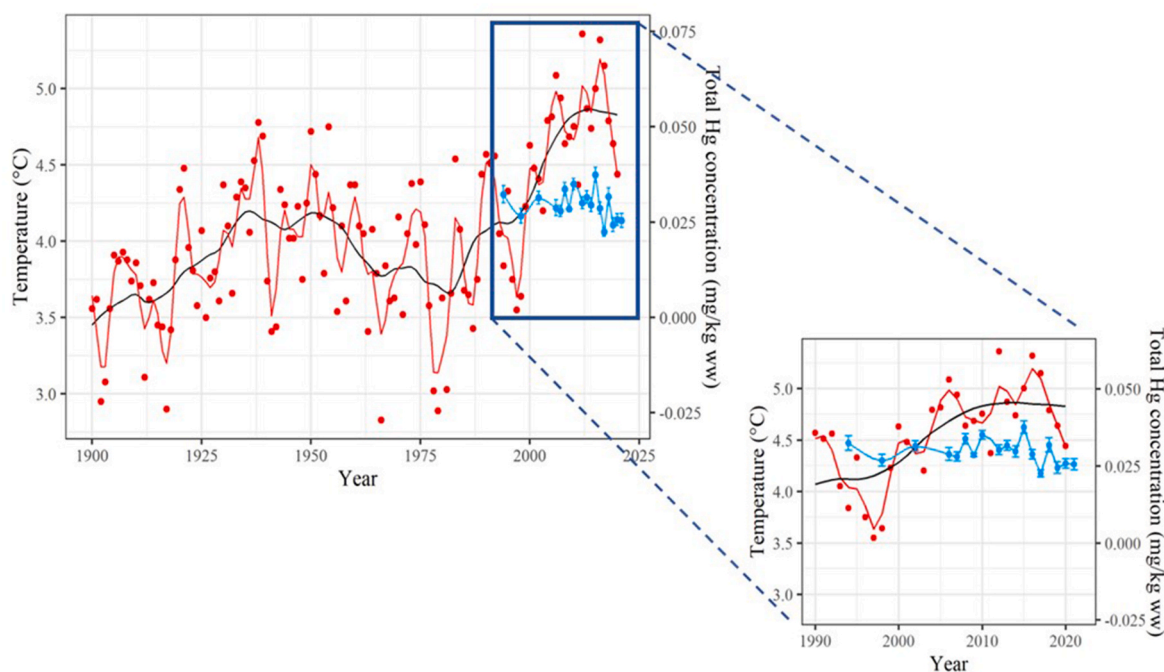 5.0
4.5
4.0
3.5
3.0
Temperature (°C)
0.075
0.050
0.025
0.000
-0.025
Total Hg concentration (mg/kg ww)
1900 1925 1950 1975 2000 2025
Year
5.0
4.5
4.0
3.5
3.0
Temperature (°C)
0.050
0.025
0.000
-0.025
Total Hg concentration (mg/kg ww)
1990 2000 2010 2020
Year